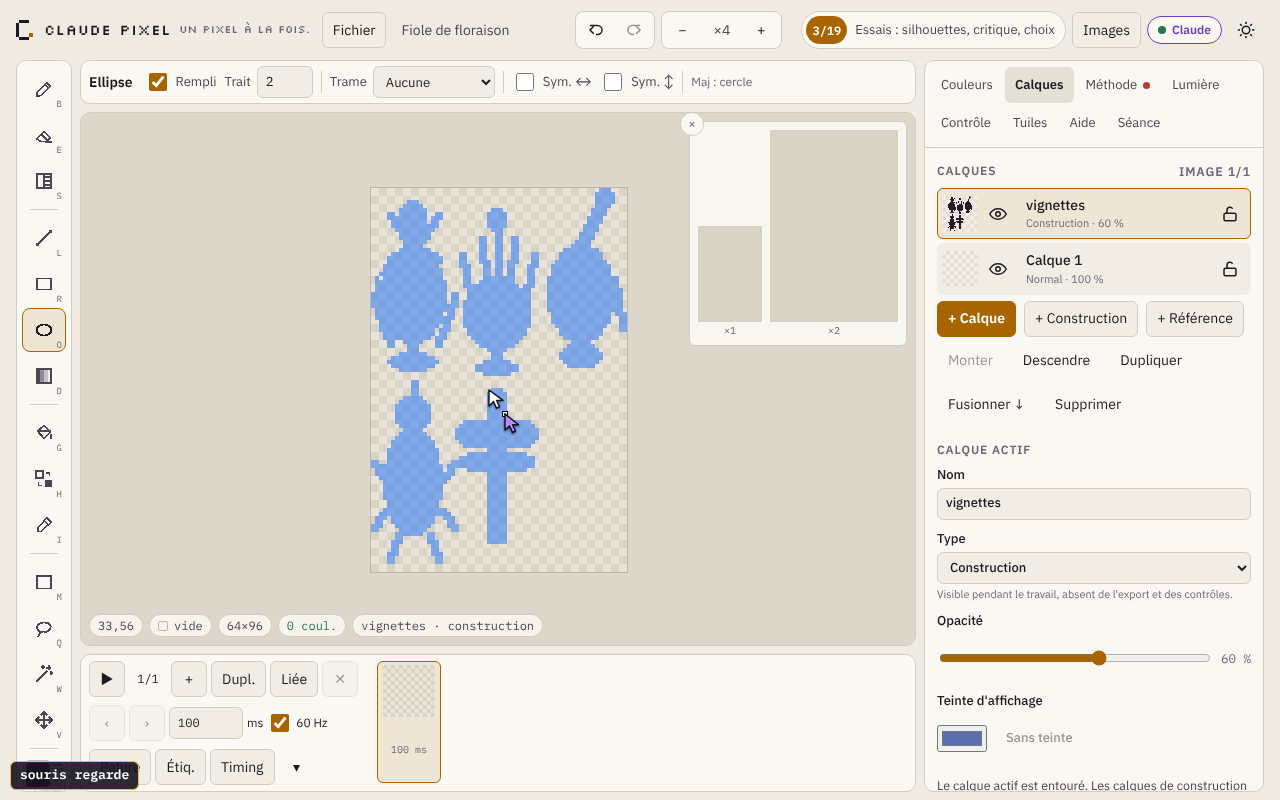 CLAUDE PIXEL UN PIXEL À LA FOIS. Fichier Fiole de floraison − ×4 + 3/19 Essais : silhouettes, critique, choix Images Claude
Ellipse Rempli Trait 2 Trame Aucune Sym. ↔ Sym. ↕ Maj : cercle
Couleurs Calques Méthode Lumière
Contrôle Tuiles Aide Séance
B
E
S
L
R
O
D
G
H
I
M
Q
W
V
×
×1 ×2
33,56 vide 64×96 0 coul. vignettes · construction
1/1 + Dupl. Liée ×
‹ › 100 ms 60 Hz
Étiq. Timing ▼
100 ms
souris regarde
CALQUES IMAGE 1/1
vignettes
Construction · 60 %
Calque 1
Normal · 100 %
+ Calque + Construction + Référence
Monter Descendre Dupliquer
Fusionner ↓ Supprimer
CALQUE ACTIF
Nom
vignettes
Type
Construction
Visible pendant le travail, absent de l'export et des contrôles.
Opacité
60 %
Teinte d'affichage
Sans teinte
Le calque actif est entouré. Les calques de construction